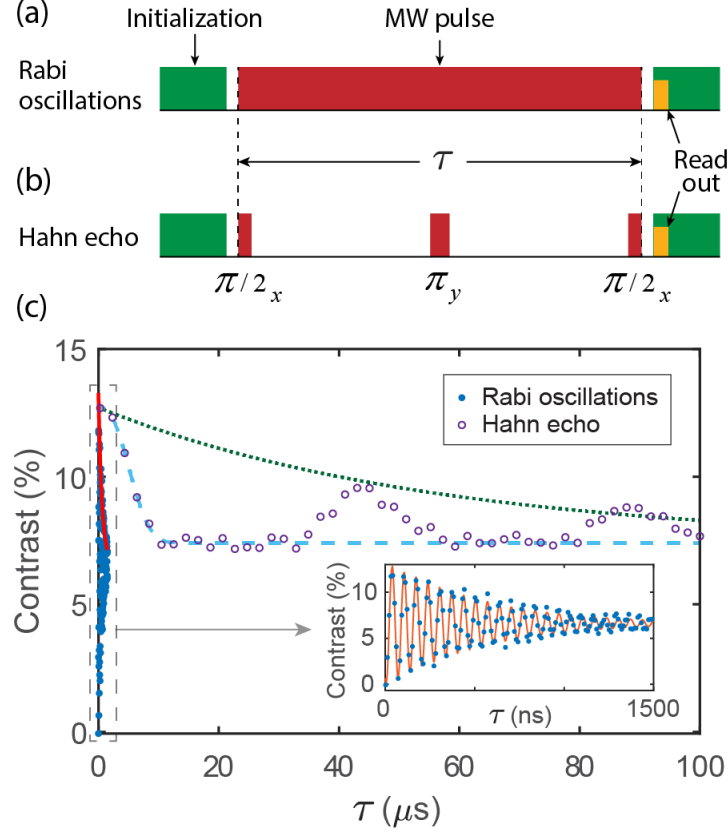 (a)
Initialization
MW pulse
Rabi
oscillations
τ
Read
out
(b)
Hahn echo
π/2x
πy
π/2x
(c)
15
10
5
0
Contrast (%)
Rabi oscillations
Hahn echo
10
5
0
Contrast (%)
0
1500
τ (ns)
0
20
40
60
80
100
τ (μs)